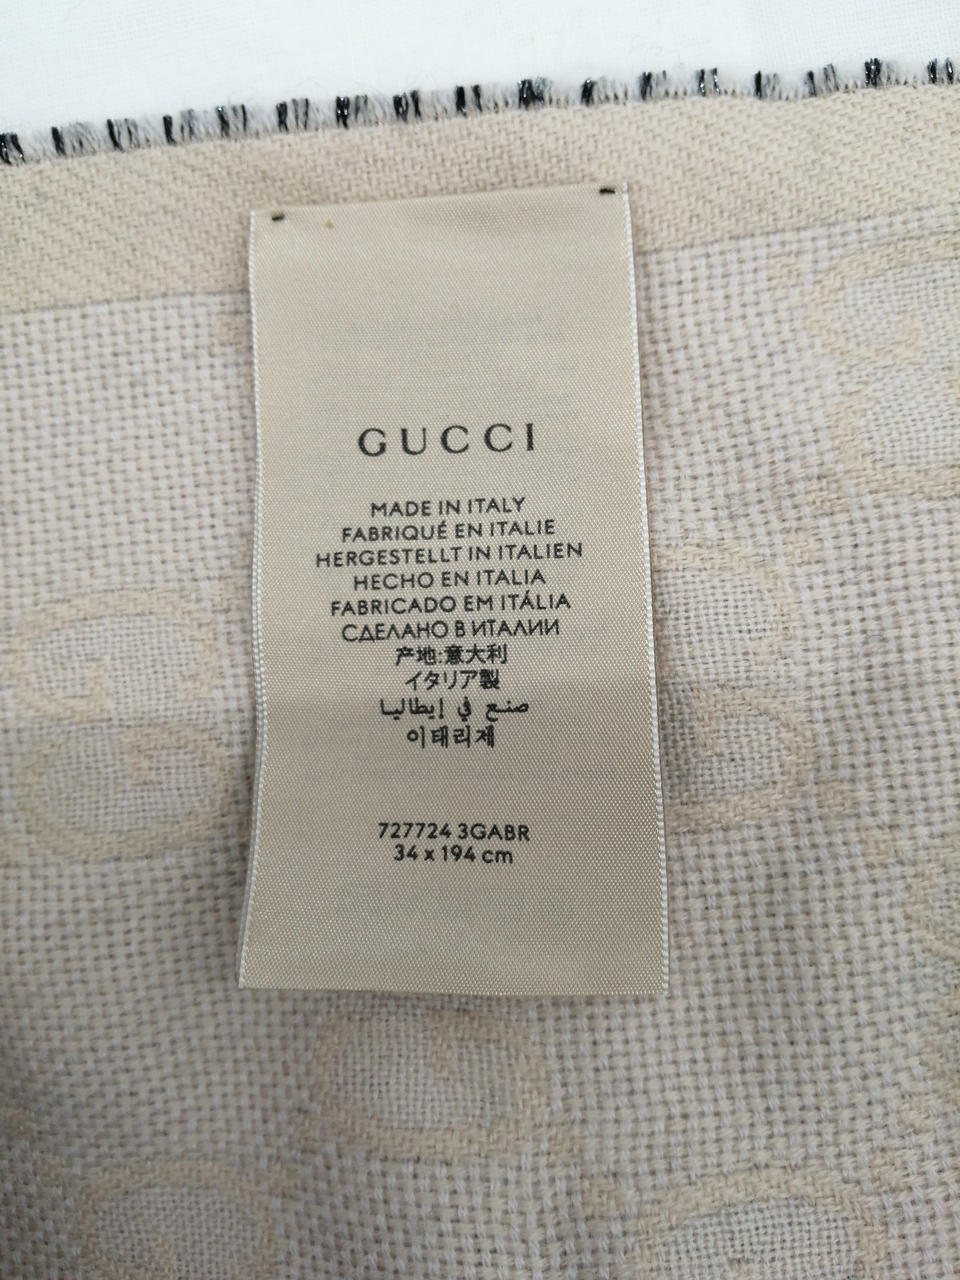 GUCCI
MADE IN ITALY
FABRIQUÉ EN ITALIE
HERGESTELLT IN ITALIEN
HECHO EN ITALIA
FABRICADO EM ITÁLIA
СДЕЛАНО В ИТАЛИИ
产地:意大利
イタリア製
صنع في إيطاليا
이태리제
727724 3GABR
34 x 194 cm